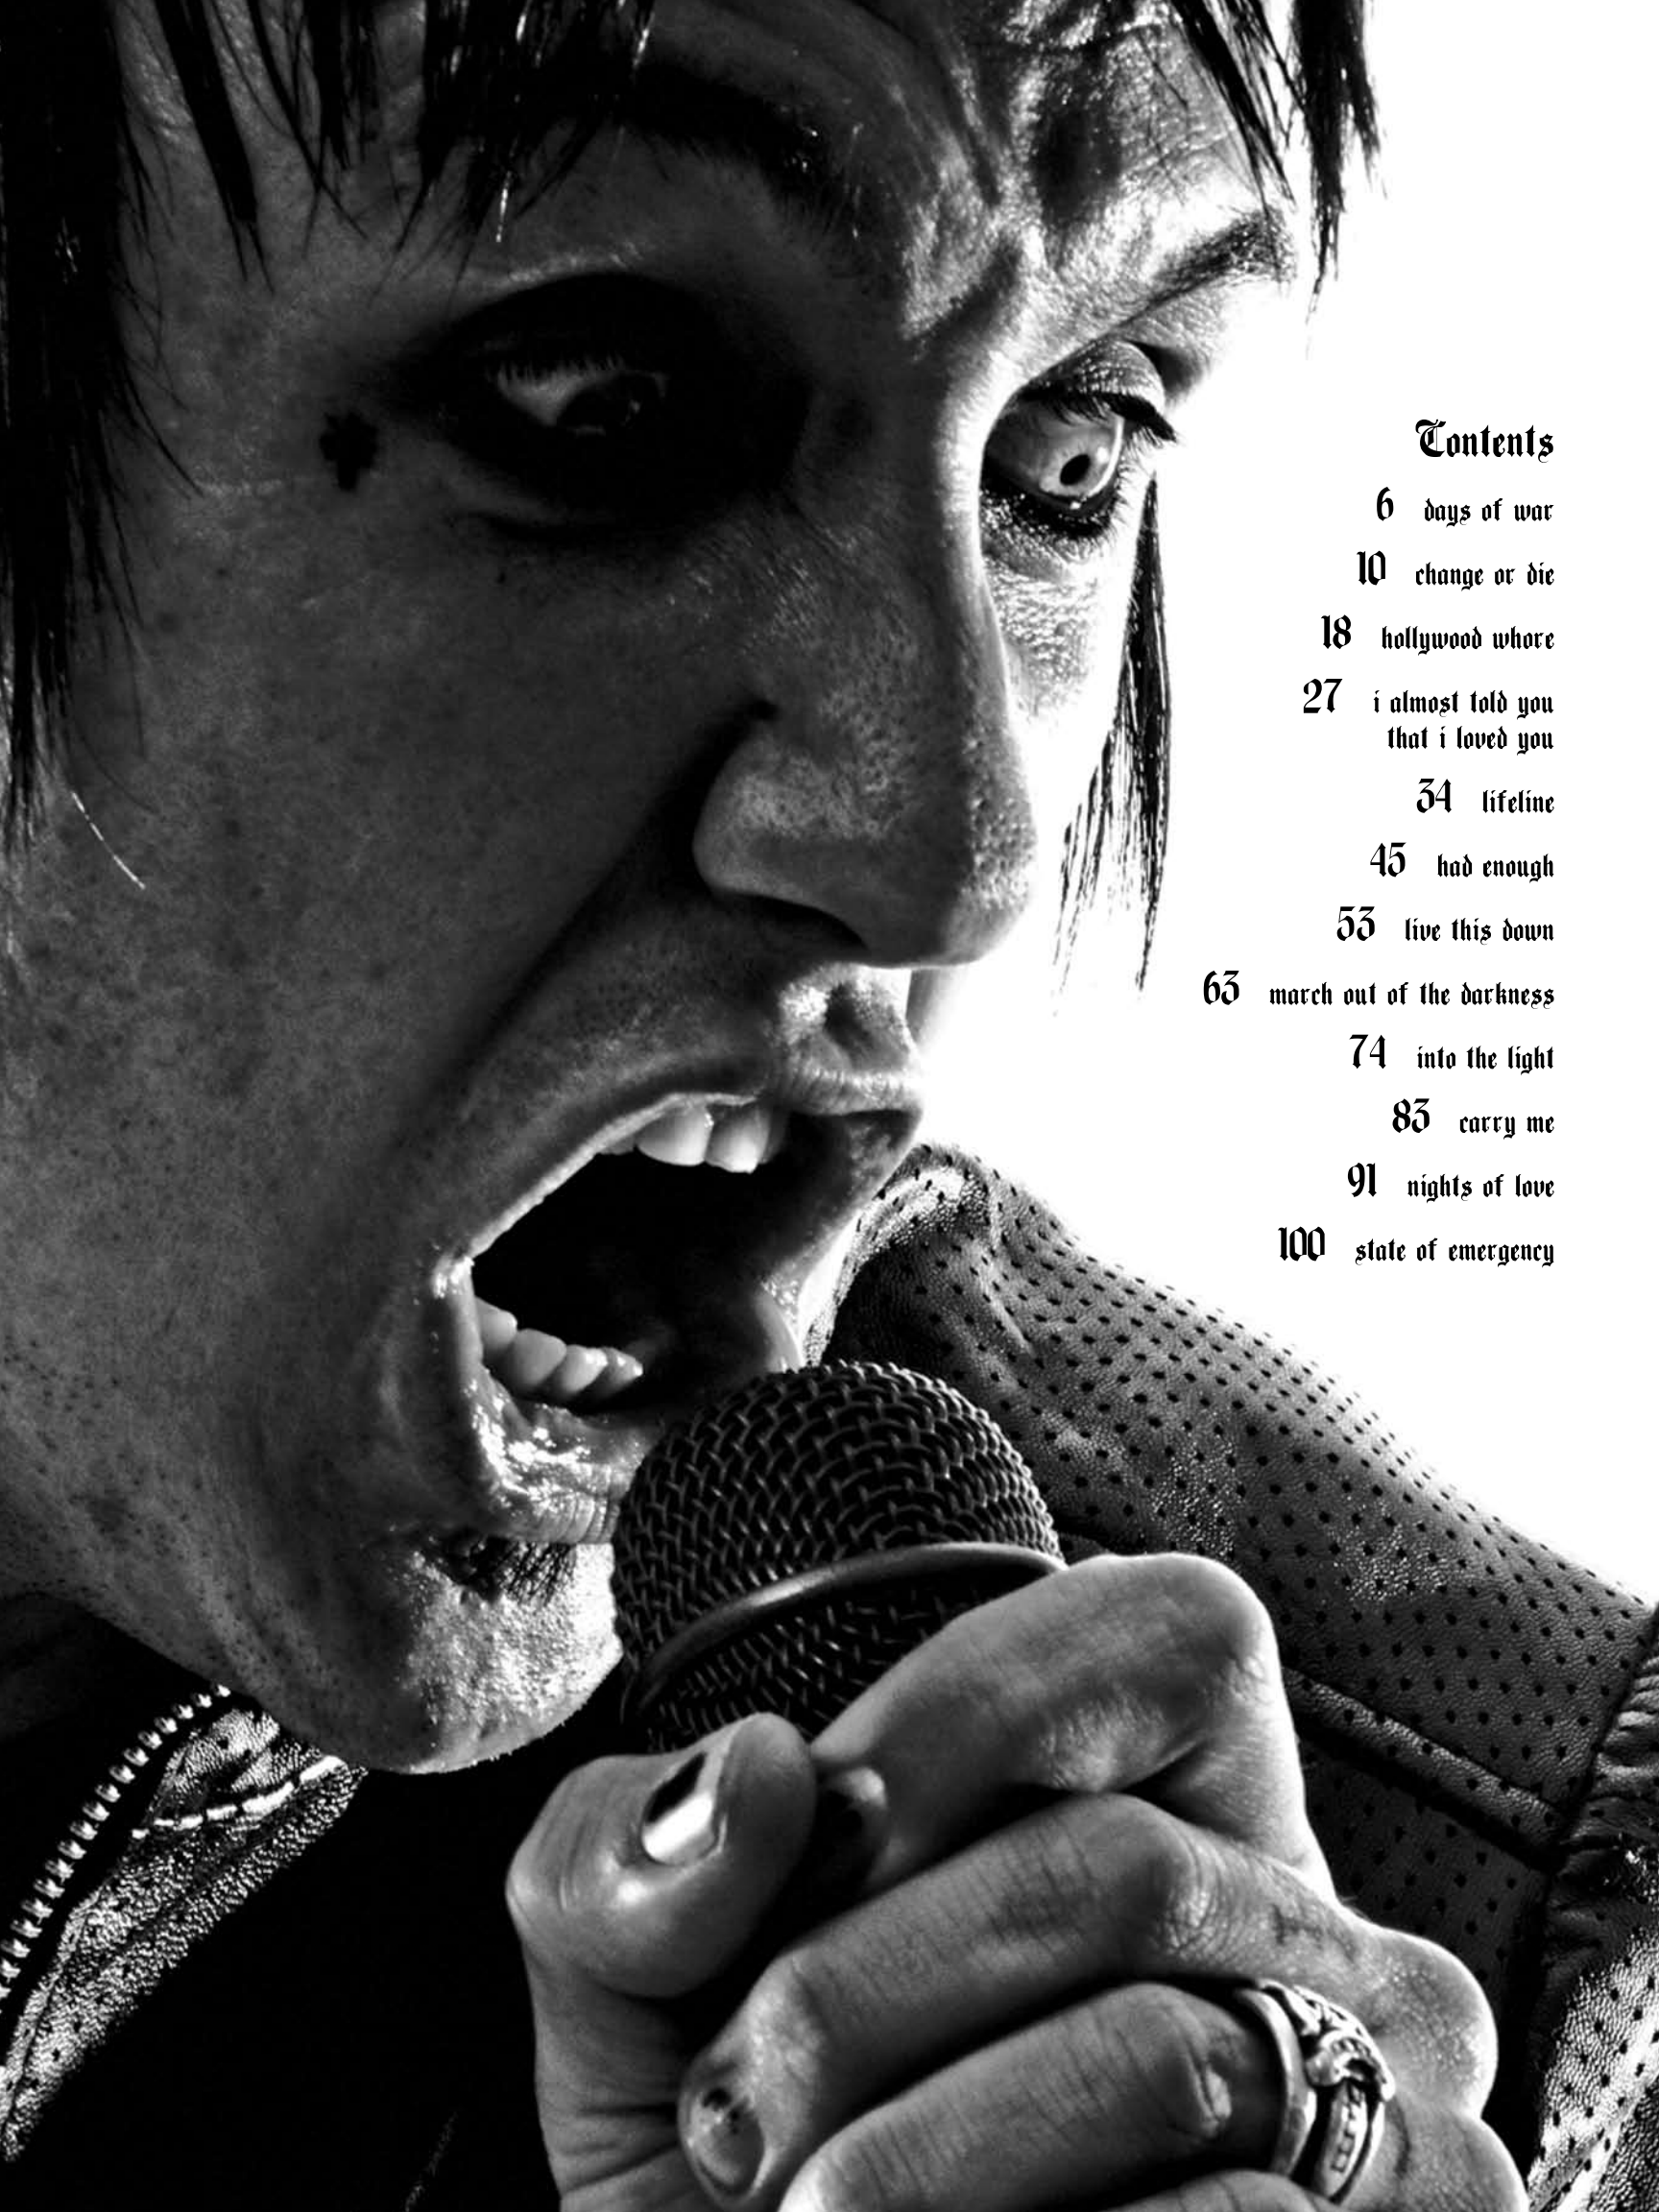 Contents
6 days of war
10 change or die
18 hollywood whore
27 i almost told you
that i loved you
34 lifeline
45 had enough
53 live this down
63 march out of the darkness
74 into the light
83 carry me
91 nights of love
100 state of emergency